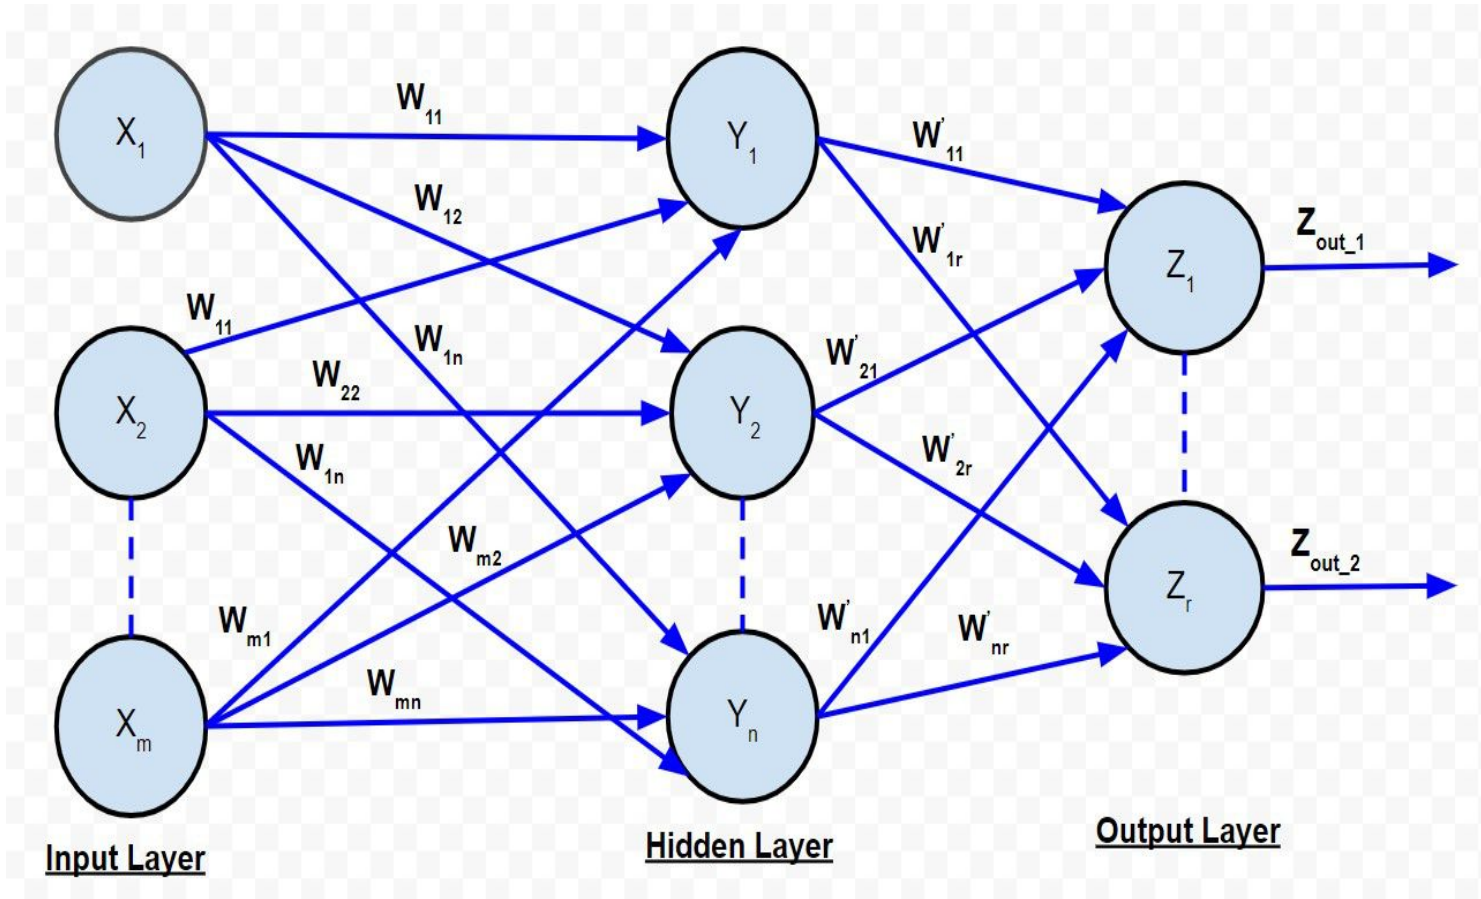 X1
W11
Y1
W'11
W12
W'1r
Zout_1
Z1
W11
W1n
X2
W22
Y2
W'21
W1n
W'2r
Wm2
Zout_2
Zr
Wm1
W'n1
W'nr
Xm
Wmn
Yn
Input Layer
Hidden Layer
Output Layer